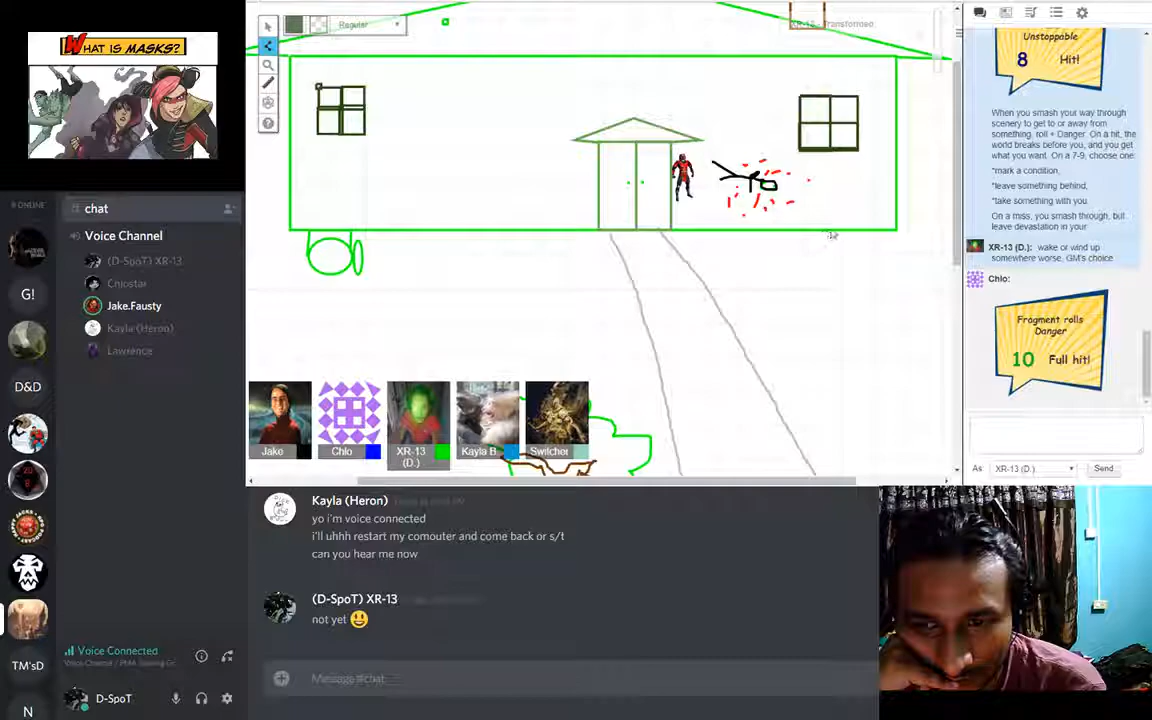 WHAT IS MASKS?
8 ONLINE
G!
D&D
TM'sD
N
chat
Voice Channel
(D-SpoT) XR-13
Chlostar
Jake.Fausty
Kayla (Heron)
Lawrence
Voice Connected
D-SpoT
Regular
XR-13 - Transformed
Jake
Chlo
XR-13
(D.)
Kayla B.
Switcher
Kayla (Heron)
yo i'm voice connected
i'll uhhh restart my comouter and come back or s/t
can you hear me now
(D-SpoT) XR-13
not yet 😃
Message #chat
Unstoppable
8 Hit!
When you smash your way through
scenery to get to or away from
something, roll + Danger. On a hit, the
world breaks before you, and you get
what you want. On a 7-9, choose one:
*mark a condition,
*leave something behind,
*take something with you.
On a miss, you smash through, but
leave devastation in your
XR-13 (D.): wake or wind up
somewhere worse, GM's choice
Chlo:
Fragment rolls
Danger
10 Full hit!
As: XR-13 (D.) Send